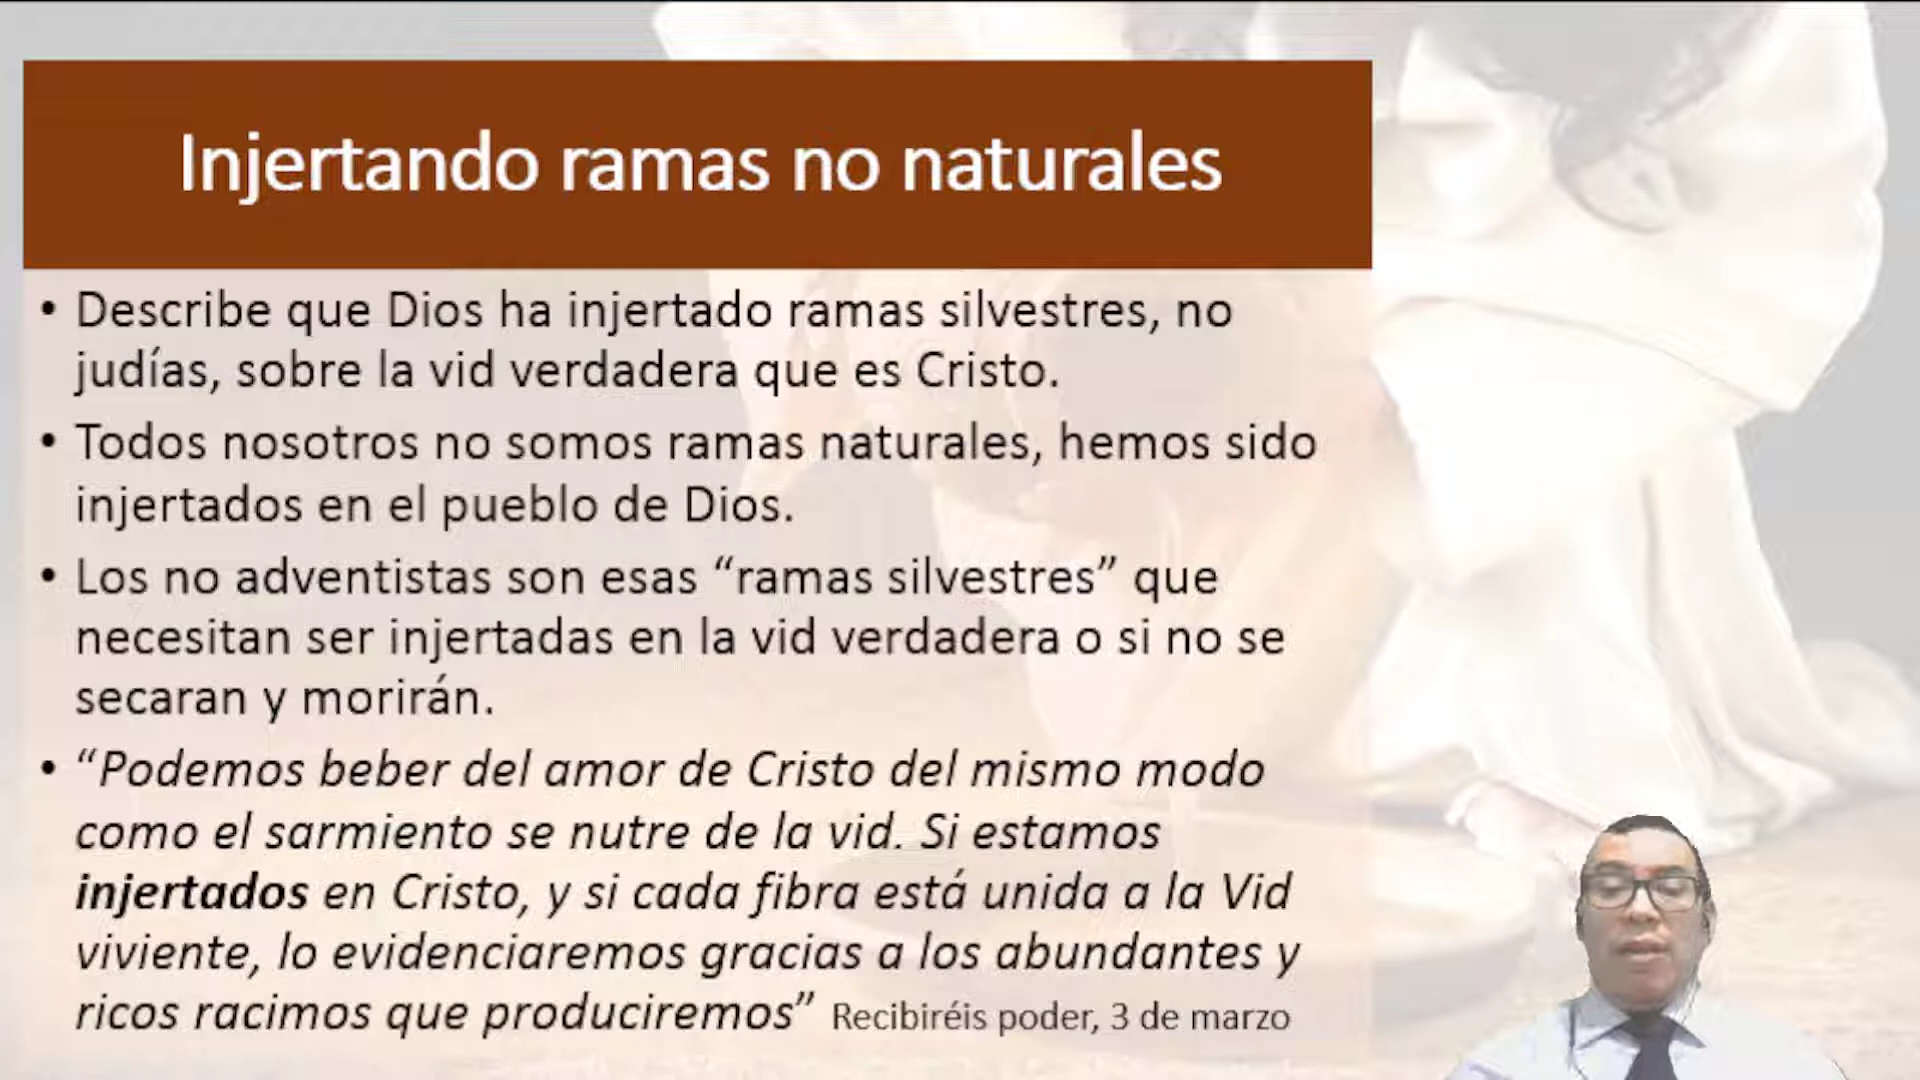 Injertando ramas no naturales
• Describe que Dios ha injertado ramas silvestres, no
judías, sobre la vid verdadera que es Cristo.
• Todos nosotros no somos ramas naturales, hemos sido
injertados en el pueblo de Dios.
• Los no adventistas son esas “ramas silvestres” que
necesitan ser injertadas en la vid verdadera o si no se
secaran y morirán.
• “Podemos beber del amor de Cristo del mismo modo
como el sarmiento se nutre de la vid. Si estamos
injertados en Cristo, y si cada fibra está unida a la Vid
viviente, lo evidenciaremos gracias a los abundantes y
ricos racimos que produciremos” Recibiréis poder, 3 de marzo